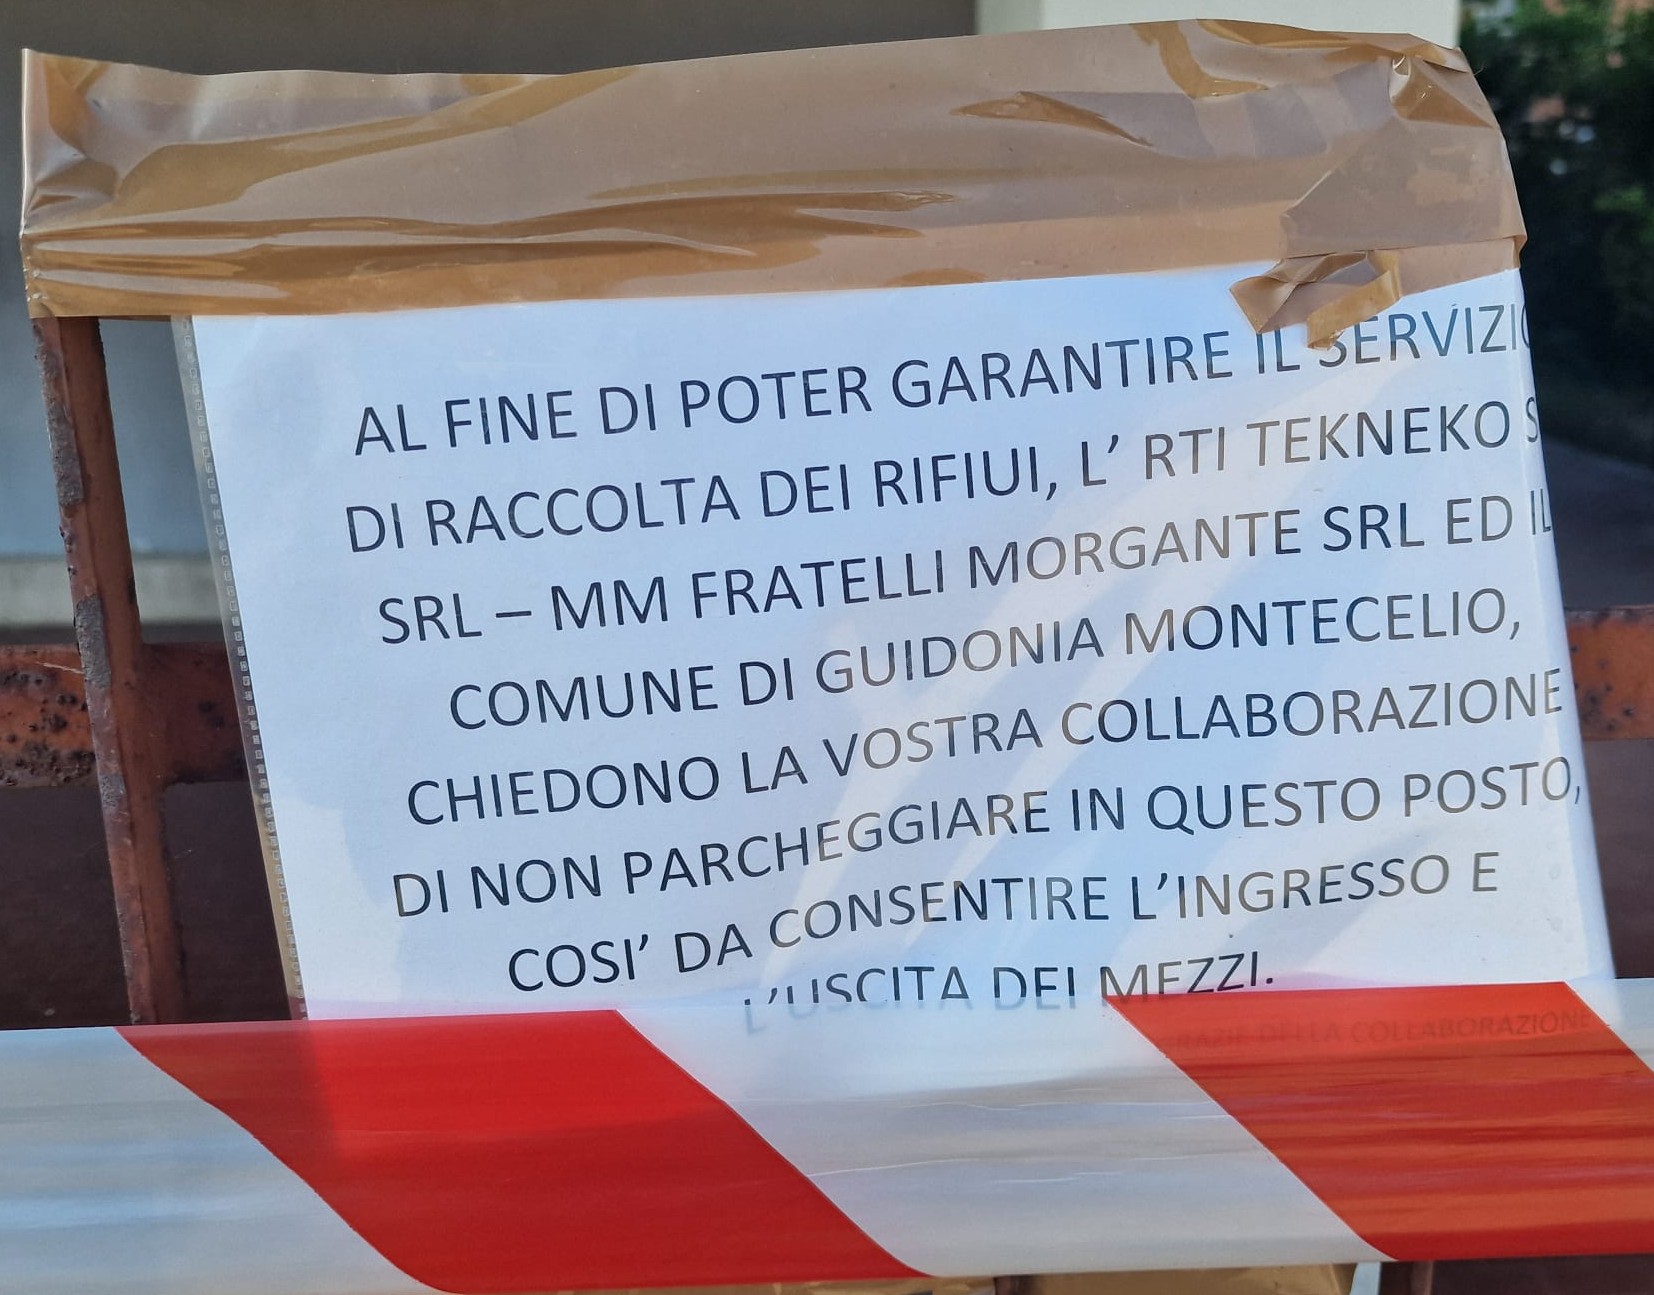 AL FINE DI POTER GARANTIRE IL SERVIZIO
DI RACCOLTA DEI RIFIUI, L’ RTI TEKNEKO S
SRL – MM FRATELLI MORGANTE SRL ED IL
COMUNE DI GUIDONIA MONTECELIO,
CHIEDONO LA VOSTRA COLLABORAZIONE
DI NON PARCHEGGIARE IN QUESTO POSTO,
COSI’ DA CONSENTIRE L’INGRESSO E
L’USCITA DEI MEZZI.
GRAZIE DELLA COLLABORAZIONE